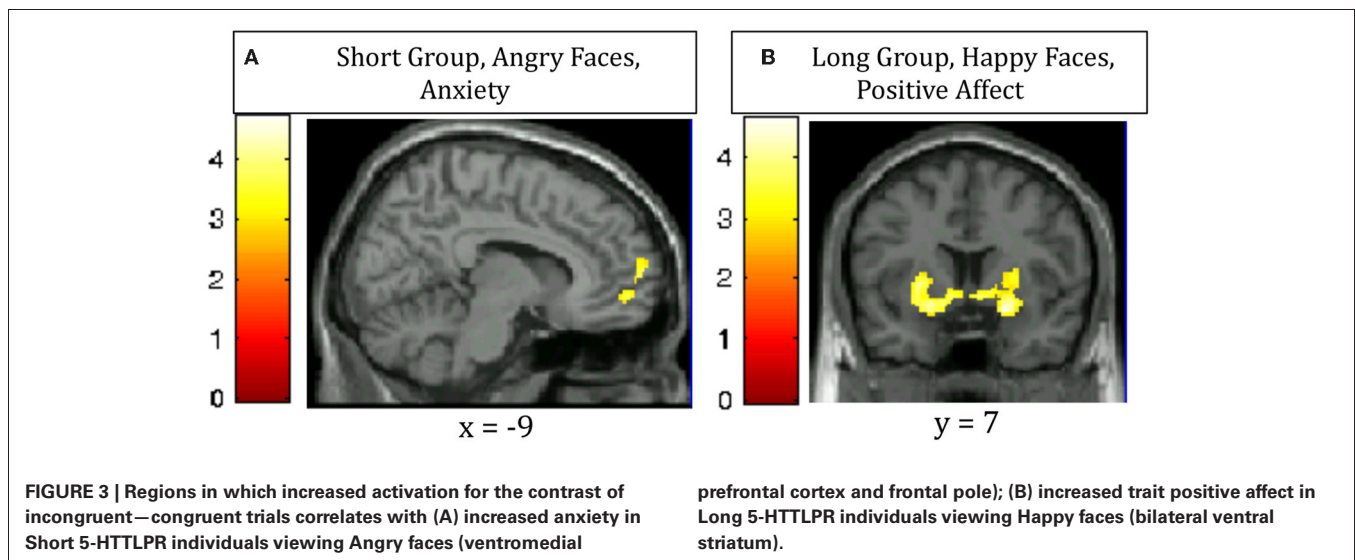 A Short Group, Angry Faces,
Anxiety
B Long Group, Happy Faces,
Positive Affect
4
3
2
1
0
x = -9
4
3
2
1
0
y = 7
FIGURE 3 | Regions in which increased activation for the contrast of
incongruent—congruent trials correlates with (A) increased anxiety in
Short 5-HTTLPR individuals viewing Angry faces (ventromedial
prefrontal cortex and frontal pole); (B) increased trait positive affect in
Long 5-HTTLPR individuals viewing Happy faces (bilateral ventral
striatum).